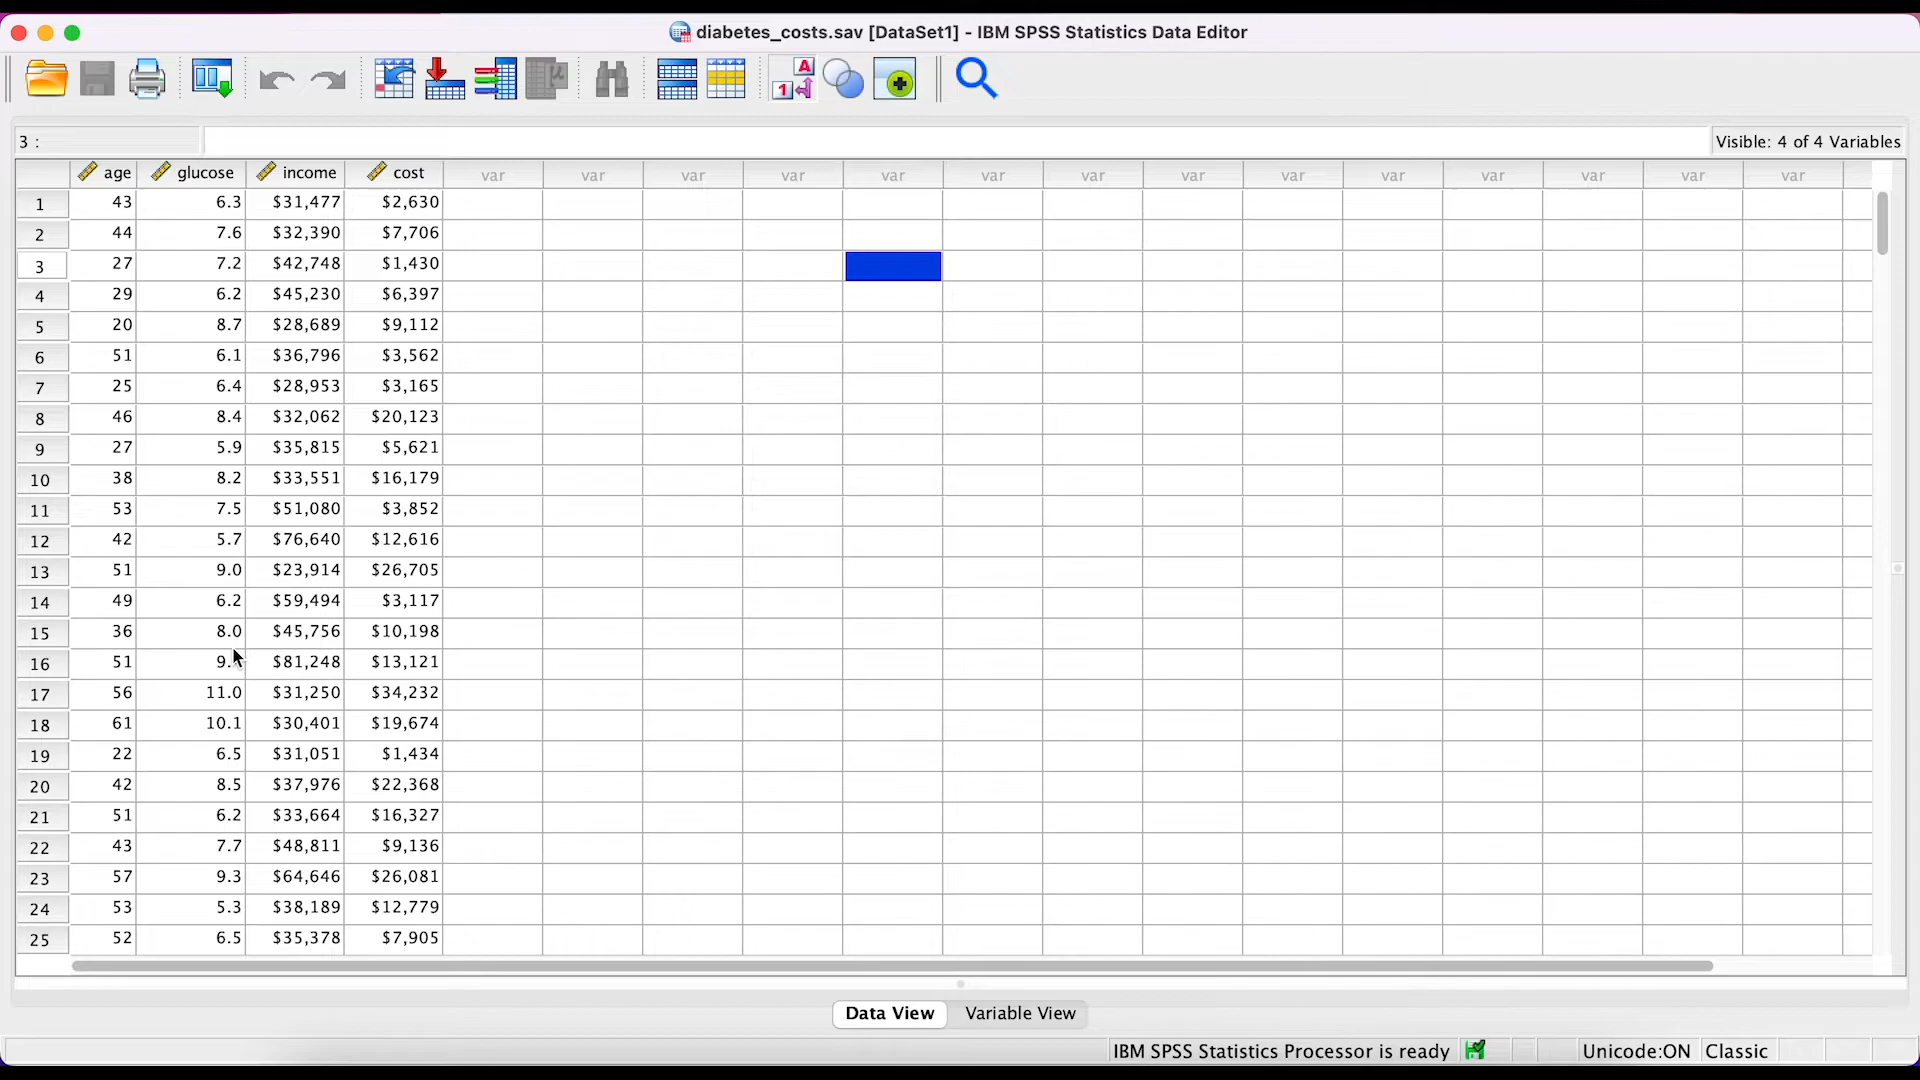 diabetes_costs.sav [DataSet1] - IBM SPSS Statistics Data Editor
3 :
Visible: 4 of 4 Variables
age glucose income cost var var var var var var var var var var var var var var
1 43 6.3 $31,477 $2,630
2 44 7.6 $32,390 $7,706
3 27 7.2 $42,748 $1,430
4 29 6.2 $45,230 $6,397
5 20 8.7 $28,689 $9,112
6 51 6.1 $36,796 $3,562
7 25 6.4 $28,953 $3,165
8 46 8.4 $32,062 $20,123
9 27 5.9 $35,815 $5,621
10 38 8.2 $33,551 $16,179
11 53 7.5 $51,080 $3,852
12 42 5.7 $76,640 $12,616
13 51 9.0 $23,914 $26,705
14 49 6.2 $59,494 $3,117
15 36 8.0 $45,756 $10,198
16 51 $81,248 $13,121
17 56 11.0 $31,250 $34,232
18 61 10.1 $30,401 $19,674
19 22 6.5 $31,051 $1,434
20 42 8.5 $37,976 $22,368
21 51 6.2 $33,664 $16,327
22 43 7.7 $48,811 $9,136
23 57 9.3 $64,646 $26,081
24 53 5.3 $38,189 $12,779
25 52 6.5 $35,378 $7,905
Data View Variable View
IBM SPSS Statistics Processor is ready Unicode:ON Classic